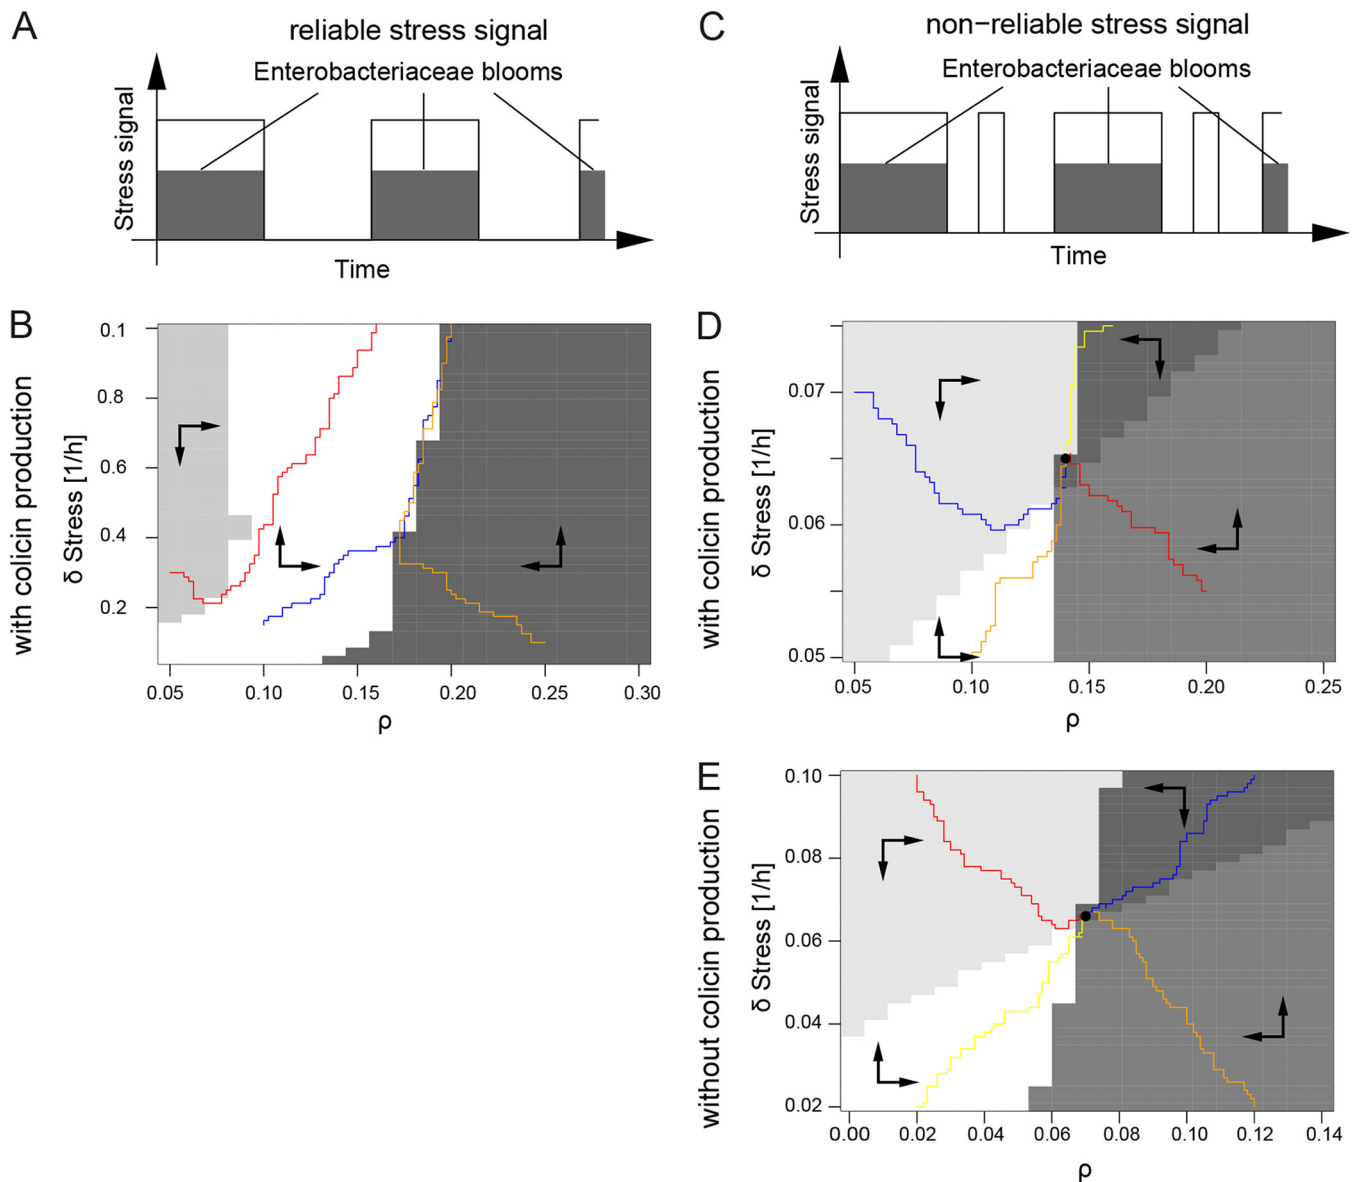 A
reliable stress signal
Enterobacteriaceae blooms
Stress signal
Time
C
non-reliable stress signal
Enterobacteriaceae blooms
Stress signal
Time
B
with colicin production
δ Stress [1/h]
0.1
0.8
0.6
0.4
0.2
0.05 0.10 0.15 0.20 0.25 0.30
ρ
D
with colicin production
δ Stress [1/h]
0.07
0.06
0.05
0.05 0.10 0.15 0.20 0.25
ρ
E
without colicin production
δ Stress [1/h]
0.10
0.08
0.06
0.04
0.02
0.00 0.02 0.04 0.06 0.08 0.10 0.12 0.14
ρ